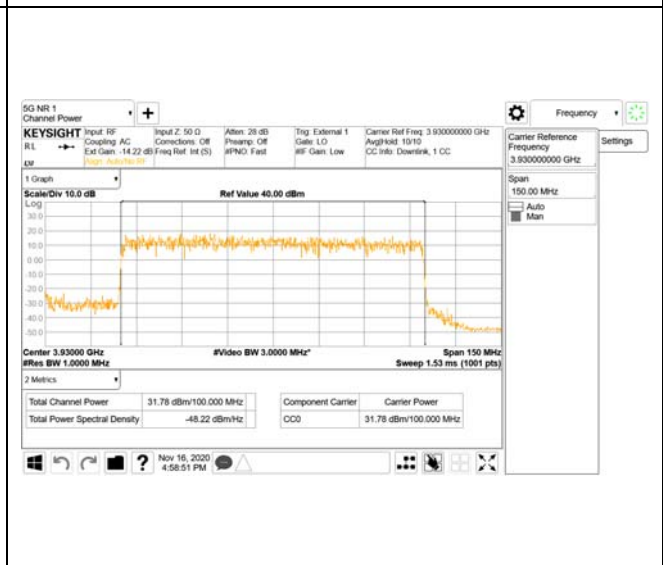 5G NR 1
Channel Power
KEYSIGHT
RL
Input: RF
Coupling: AC
Ext Gain: -14.22 dB
Align: Auto/No RF
Input Z: 50 Ω
Corrections: Off
Freq Ref: Int (S)
Atten: 28 dB
Preamp: Off
#PNO: Fast
Trig: External 1
Gate: LO
#IF Gain: Low
Carrier Ref Freq: 3.930000000 GHz
Avg|Hold: 10/10
CC Info: Downlink, 1 CC
Frequency
Settings
Carrier Reference
Frequency
3.930000000 GHz
Span
150.00 MHz
Auto
Man
1 Graph
Scale/Div 10.0 dB
Ref Value 40.00 dBm
Log
30.0
20.0
10.0
0.00
-10.0
-20.0
-30.0
-40.0
-50.0
Center 3.93000 GHz
#Video BW 3.0000 MHz*
Span 150 MHz
#Res BW 1.0000 MHz
Sweep 1.53 ms (1001 pts)
2 Metrics
Total Channel Power 31.78 dBm/100.000 MHz
Total Power Spectral Density -48.22 dBm/Hz
Component Carrier Carrier Power
CC0 31.78 dBm/100.000 MHz
Nov 16, 2020
4:58:51 PM